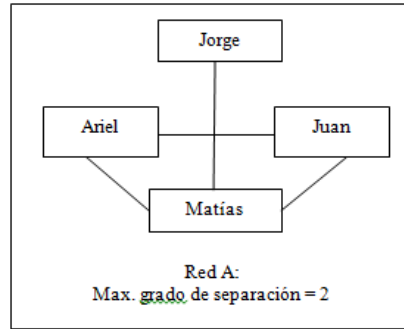 Jorge
Ariel
Juan
Matías
Red A:
Max. grado de separación = 2